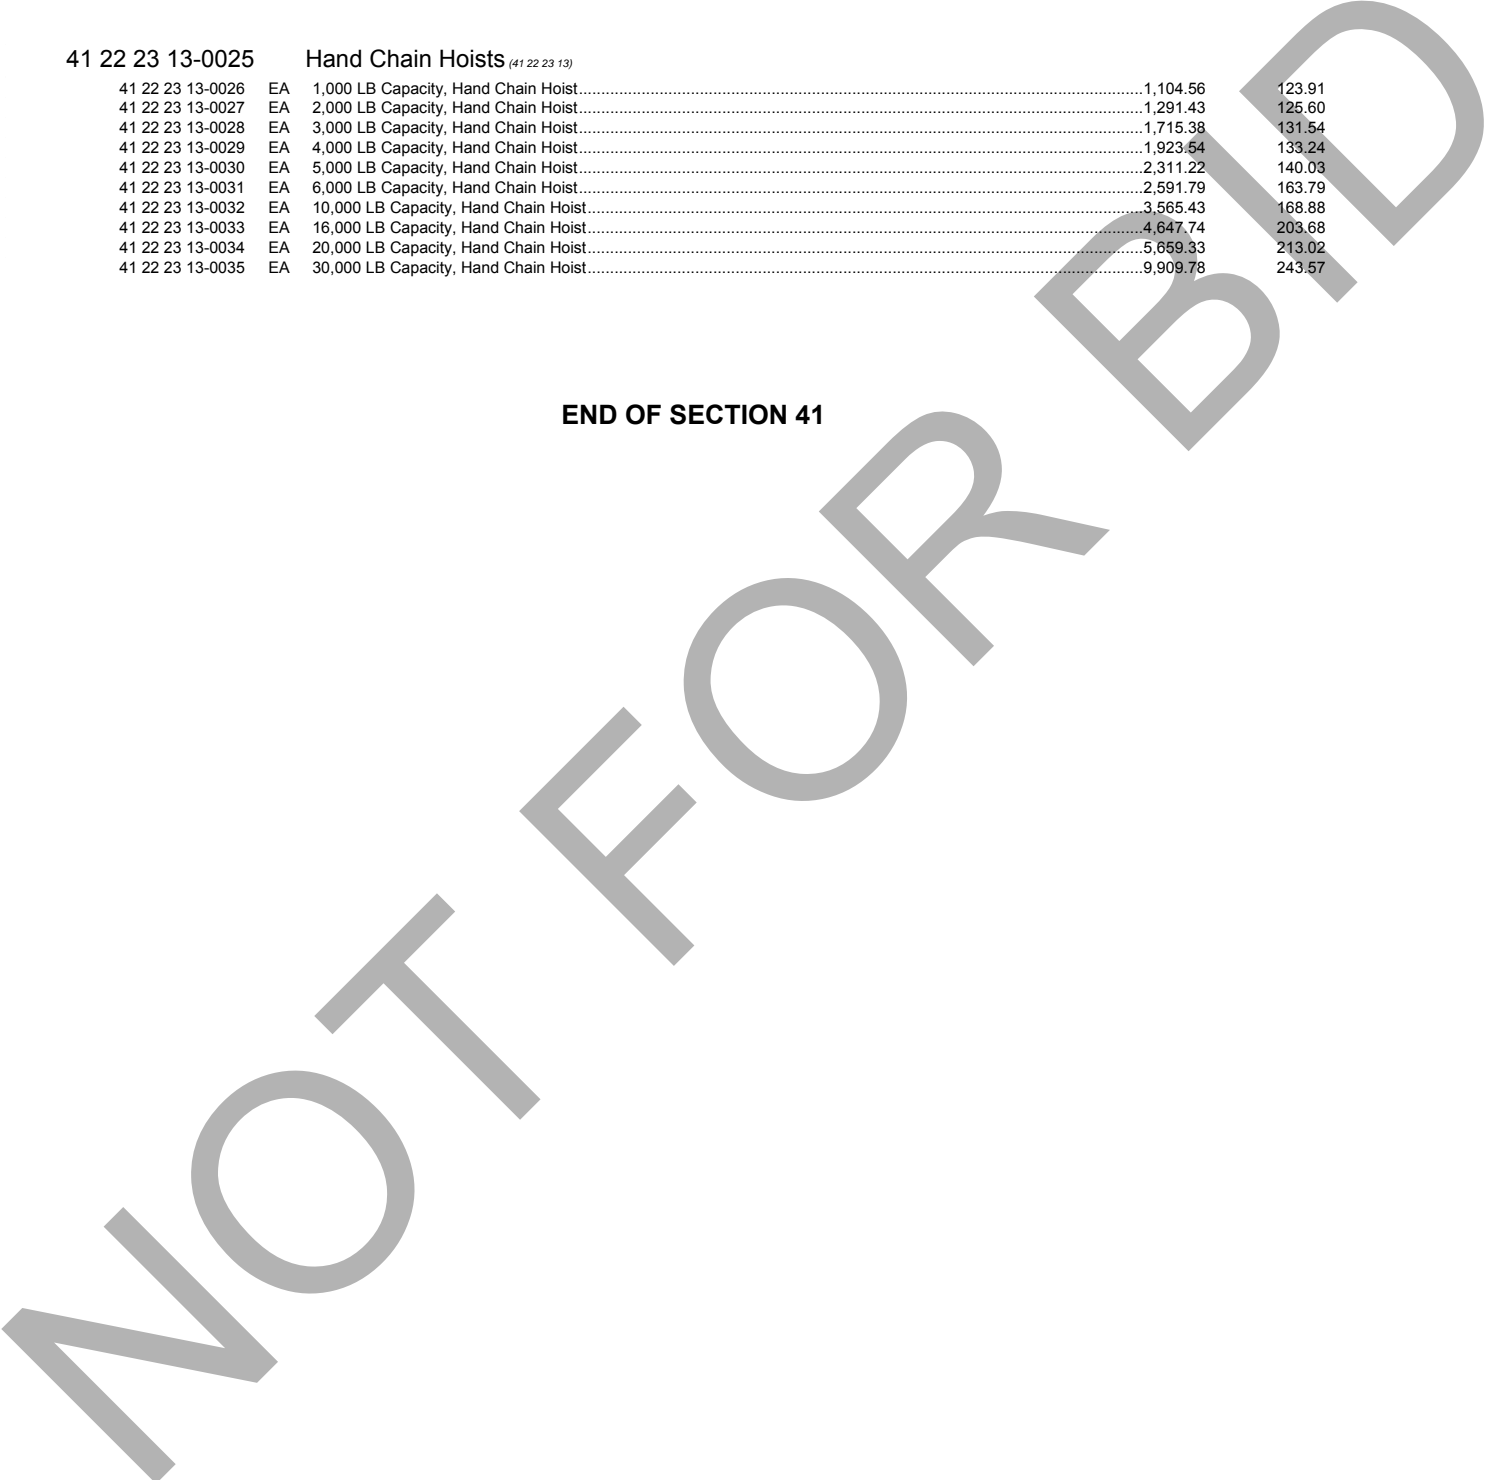 41 22 23 13-0025 Hand Chain Hoists (41 22 23 13)
41 22 23 13-0026 EA 1,000 LB Capacity, Hand Chain Hoist 1,104.56 123.91
41 22 23 13-0027 EA 2,000 LB Capacity, Hand Chain Hoist 1,291.43 125.60
41 22 23 13-0028 EA 3,000 LB Capacity, Hand Chain Hoist 1,715.38 131.54
41 22 23 13-0029 EA 4,000 LB Capacity, Hand Chain Hoist 1,923.54 133.24
41 22 23 13-0030 EA 5,000 LB Capacity, Hand Chain Hoist 2,311.22 140.03
41 22 23 13-0031 EA 6,000 LB Capacity, Hand Chain Hoist 2,591.79 163.79
41 22 23 13-0032 EA 10,000 LB Capacity, Hand Chain Hoist 3,565.43 168.88
41 22 23 13-0033 EA 16,000 LB Capacity, Hand Chain Hoist 4,647.74 203.68
41 22 23 13-0034 EA 20,000 LB Capacity, Hand Chain Hoist 5,659.33 213.02
41 22 23 13-0035 EA 30,000 LB Capacity, Hand Chain Hoist 9,909.78 243.57
END OF SECTION 41
NOT FOR BID